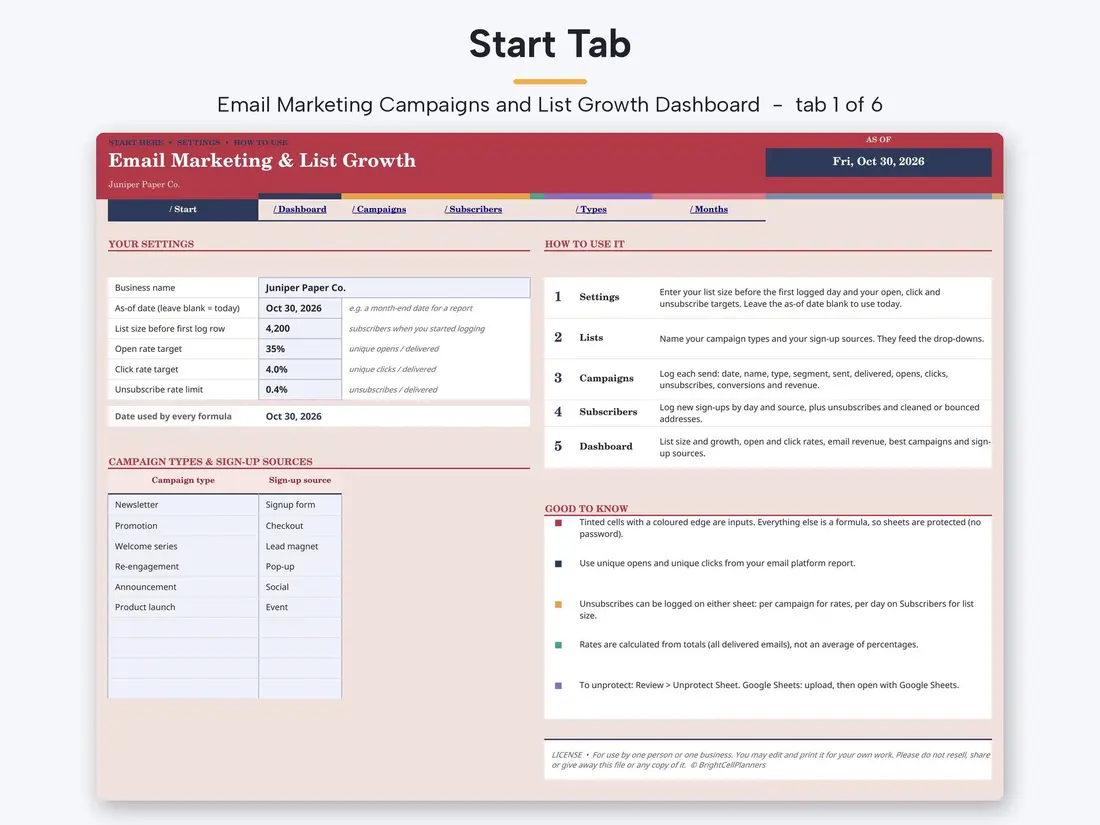 Start Tab
Email Marketing Campaigns and List Growth Dashboard – tab 1 of 6
START HERE • SETTINGS • HOW TO USE
Email Marketing & List Growth
Juniper Paper Co.
AS OF
Fri, Oct 30, 2026
/ Start
/ Dashboard
/ Campaigns
/ Subscribers
/ Types
/ Months
YOUR SETTINGS
Business name
Juniper Paper Co.
As-of date (leave blank = today)
Oct 30, 2026
e.g. a month-end date for a report
List size before first log row
4,200
subscribers when you started logging
Open rate target
35%
unique opens / delivered
Click rate target
4.0%
unique clicks / delivered
Unsubscribe rate limit
0.4%
unsubscribes / delivered
Date used by every formula
Oct 30, 2026
CAMPAIGN TYPES & SIGN-UP SOURCES
Campaign type
Sign-up source
Newsletter
Signup form
Promotion
Checkout
Welcome series
Lead magnet
Re-engagement
Pop-up
Announcement
Social
Product launch
Event
HOW TO USE IT
1
Settings
Enter your list size before the first logged day and your open, click and
unsubscribe targets. Leave the as-of date blank to use today.
2
Lists
Name your campaign types and your sign-up sources. They feed the drop-downs.
3
Campaigns
Log each send: date, name, type, segment, sent, delivered, opens, clicks,
unsubscribes, conversions and revenue.
4
Subscribers
Log new sign-ups by day and source, plus unsubscribes and cleaned or bounced
addresses.
5
Dashboard
List size and growth, open and click rates, email revenue, best campaigns and sign-
up sources.
GOOD TO KNOW
Tinted cells with a coloured edge are inputs. Everything else is a formula, so sheets are protected (no
password).
Use unique opens and unique clicks from your email platform report.
Unsubscribes can be logged on either sheet: per campaign for rates, per day on Subscribers for list
size.
Rates are calculated from totals (all delivered emails), not an average of percentages.
To unprotect: Review > Unprotect Sheet. Google Sheets: upload, then open with Google Sheets.
LICENSE • For use by one person or one business. You may edit and print it for your own work. Please do not resell, share
or give away this file or any copy of it. © BrightCellPlanners